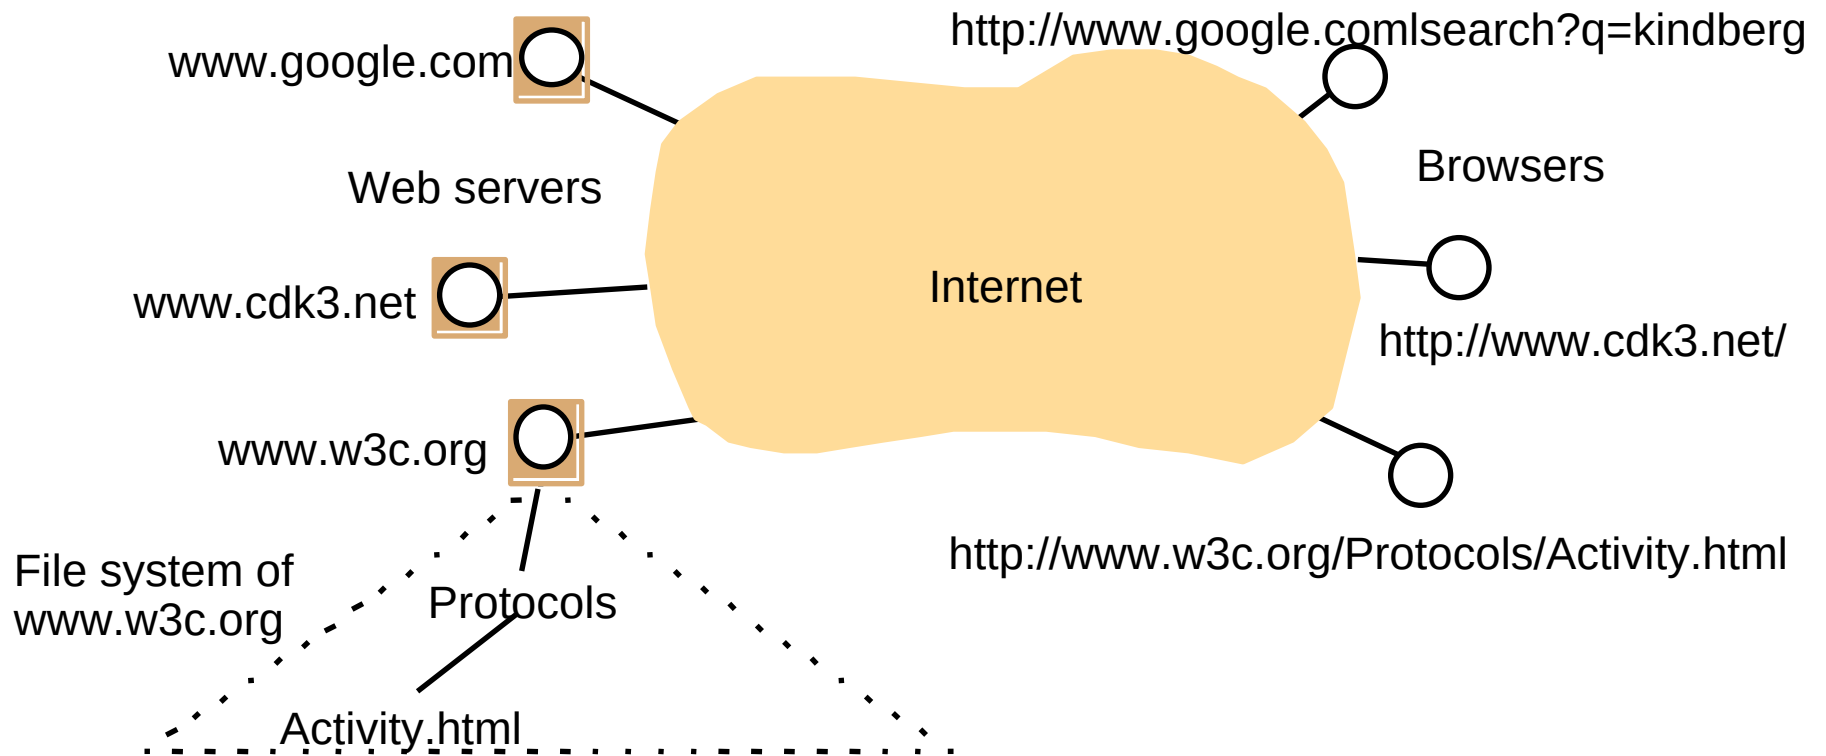 http://www.google.comlsearch?q=kindberg
www.google.com
Browsers
Web servers
Internet
www.cdk3.net
http://www.cdk3.net/
www.w3c.org
http://www.w3c.org/Protocols/Activity.html
File system of
www.w3c.org
Protocols
Activity.html